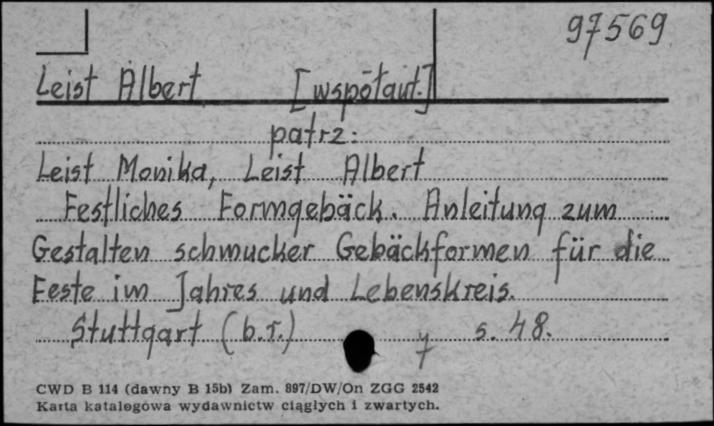 97569
Leist Albert [współaut.]
patrz:
Leist Monika, Leist Albert
Festliches Formgebäck. Anleitung zum
Gestalten schmucker Gebäckformen für die
Feste im Jahres und Lebenskreis.
Stuttgart (b.r.) 7 s. 48.
CWD B 114 (dawny B 15b) Zam. 897/DW/On ZGG 2542
Karta katalogowa wydawnictw ciągłych i zwartych.